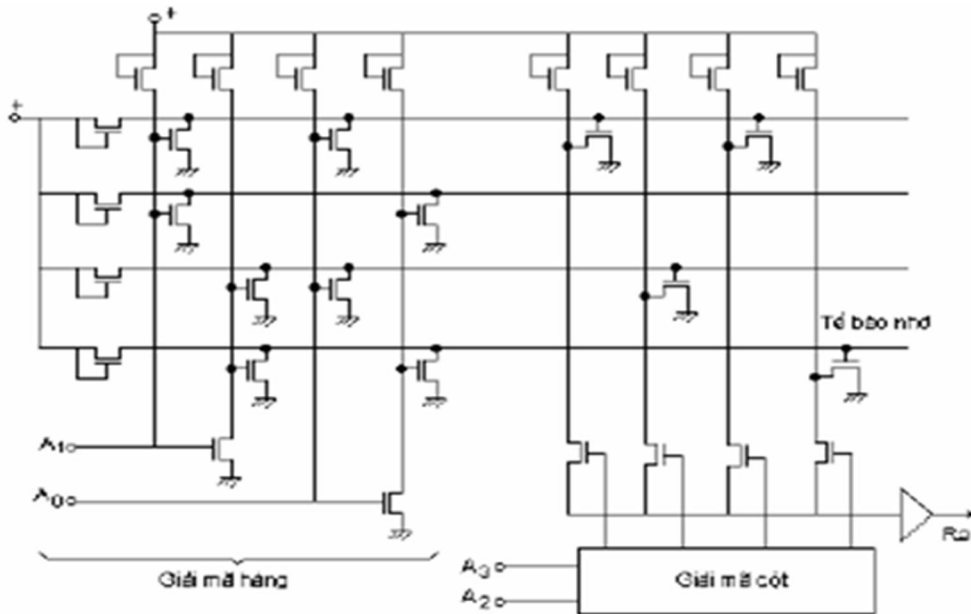 +
+
Tế bào nhớ
A1
A0
Ra
Giải mã hàng
A3
A2
Giải mã cột